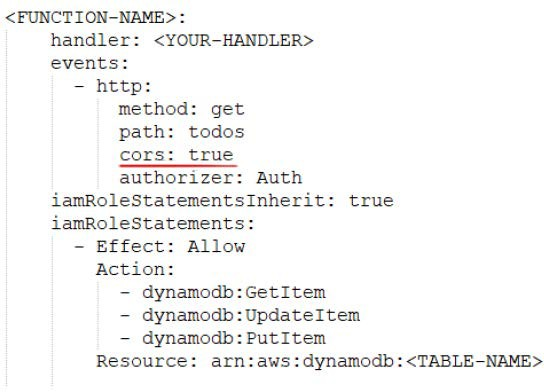 <FUNCTION-NAME>:
    handler: <YOUR-HANDLER>
    events:
      - http:
          method: get
          path: todos
          cors: true
          authorizer: Auth
    iamRoleStatementsInherit: true
    iamRoleStatements:
      - Effect: Allow
        Action:
          - dynamodb:GetItem
          - dynamodb:UpdateItem
          - dynamodb:PutItem
        Resource: arn:aws:dynamodb:<TABLE-NAME>